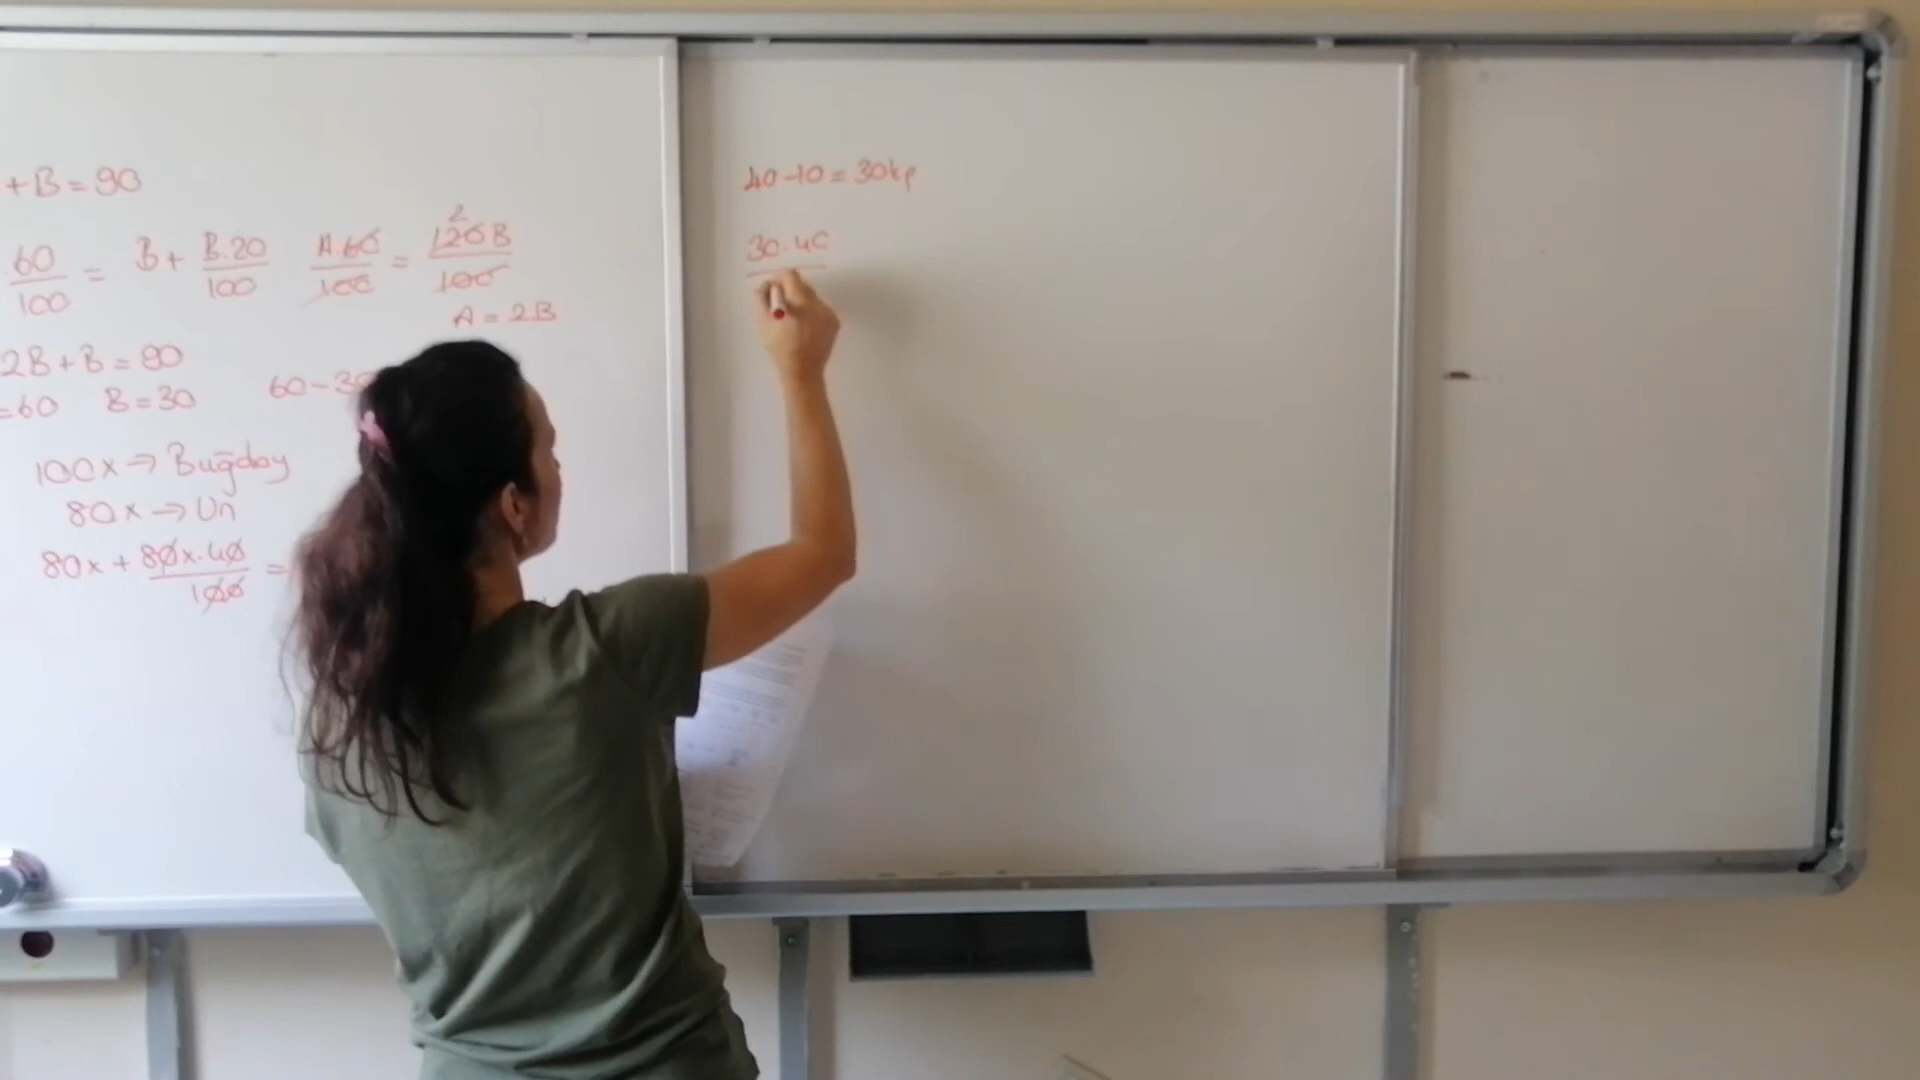 + B = 90
60/100 = B + B.20/100 A.60/100 = 120B/100 2
A = 2B
2B + B = 90
= 60 B = 30 60 - 30
100x → Buğday
80x → Un
80x + 80x.40/100 =
40 - 10 = 30kp
30.40